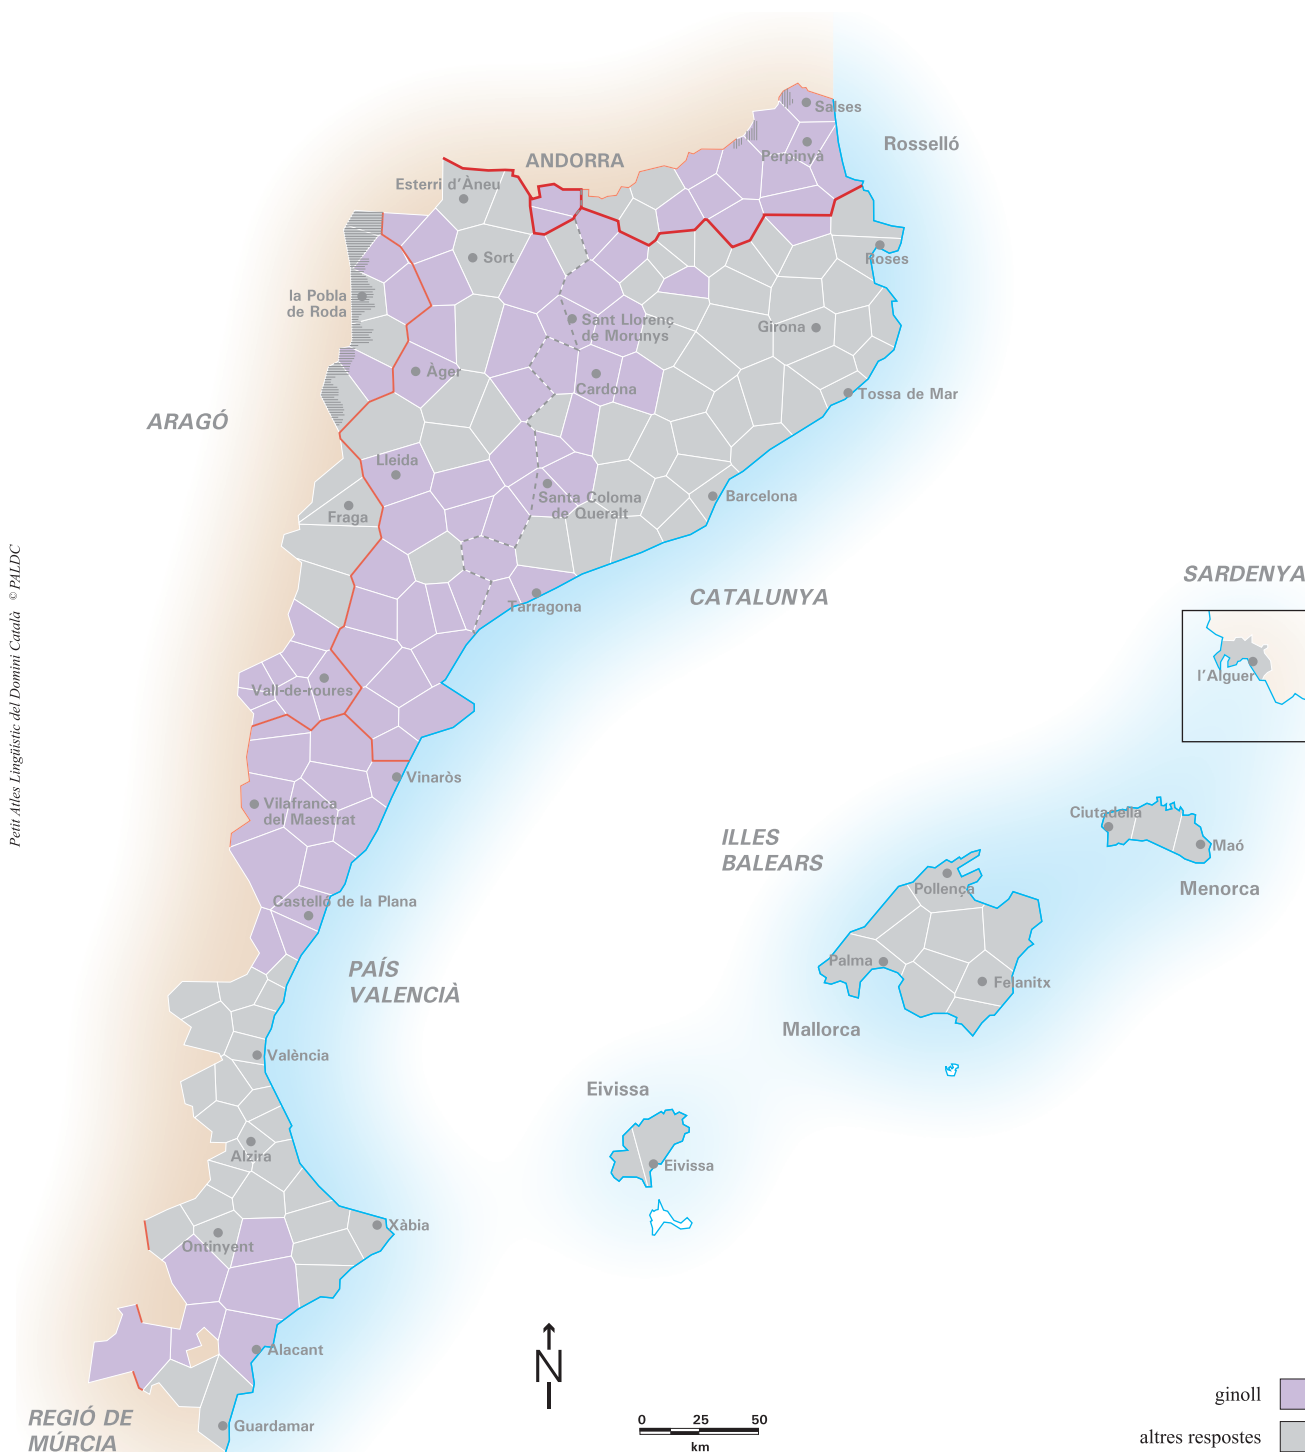 Salses
Rosselló
Perpinyà
ANDORRA
Esterri d'Àneu
Roses
Sort
la Pobla
de Roda
Sant Llorenç
de Morunys
Girona
Àger
Cardona
Tossa de Mar
ARAGÓ
Lleida
Santa Coloma
de Queralt
Barcelona
Fraga
Petit Atles Lingüístic del Domini Català © PALDC
SARDENYA
CATALUNYA
Tarragona
l'Alguer
Vall-de-roures
Vinaròs
Vilafranca
del Maestrat
Ciutadella
ILLES
BALEARS
Maó
Pollença
Menorca
Castelló de la Plana
Palma
PAÍS
VALENCIÀ
Felanitx
Mallorca
València
Eivissa
Alzira
Eivissa
Xàbia
Ontinyent
Alacant
N
ginoll
REGIÓ DE
MÚRCIA
Guardamar
0 25 50
km
altres respostes